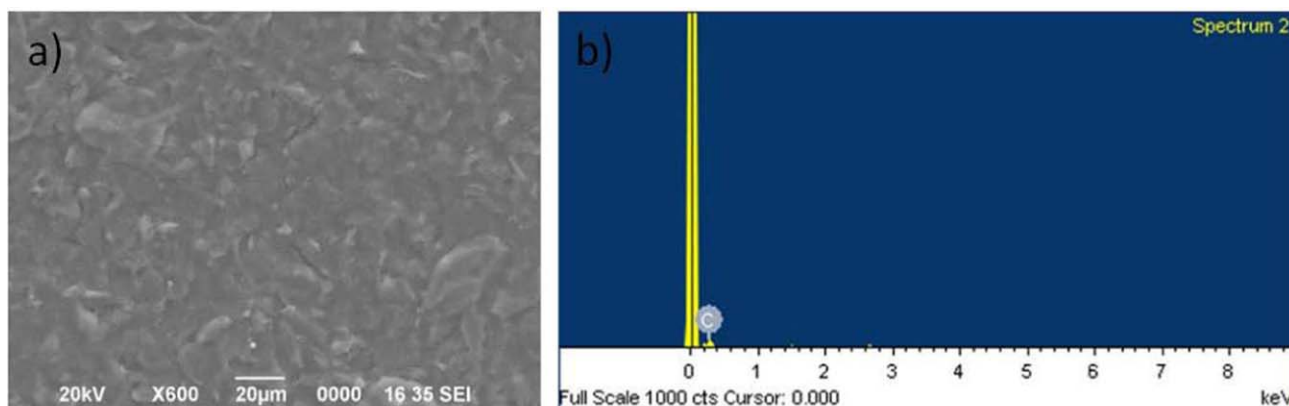 a)
20kV X600 20µm 0000 16 35 SEI
b)
Spectrum 2
C
0 1 2 3 4 5 6 7 8
Full Scale 1000 cts Cursor: 0.000 keV